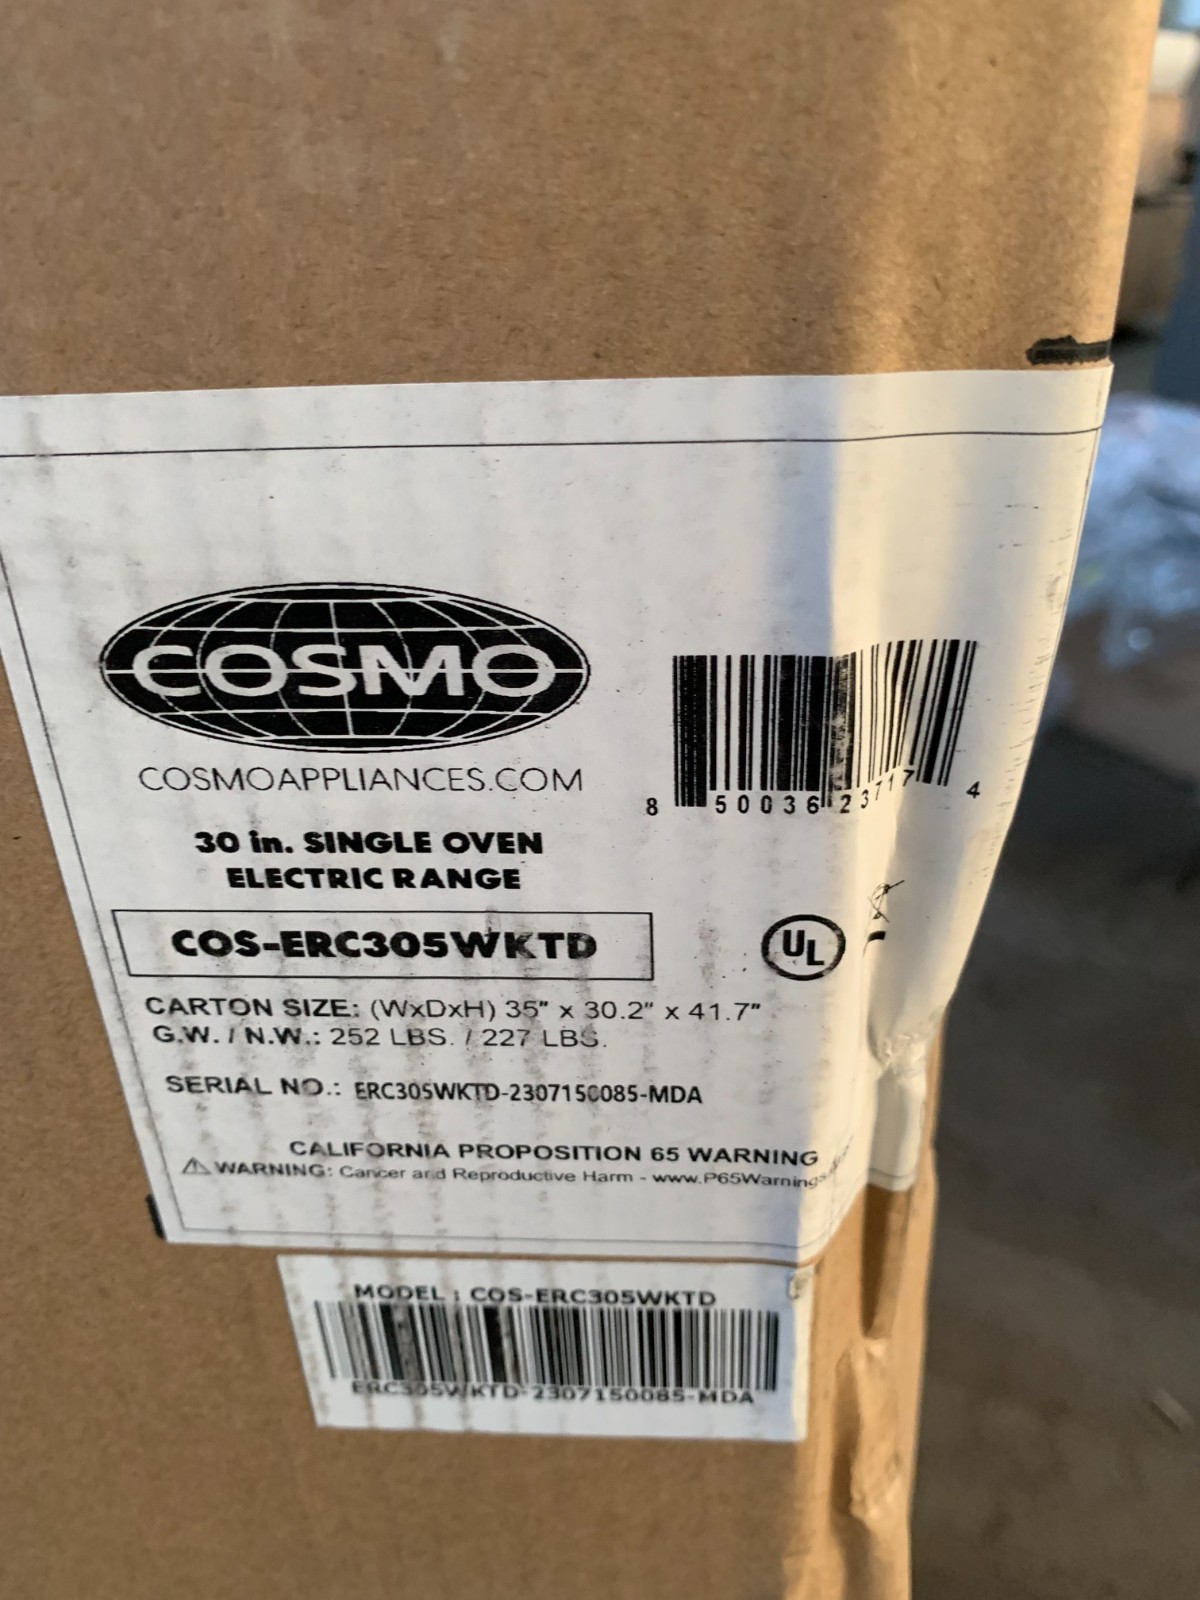 COSMO
COSMOAPPLIANCES.COM
8 50036 23717 4
30 in. SINGLE OVEN
ELECTRIC RANGE
COS-ERC305WKTD
UL
CARTON SIZE: (WxDxH) 35" x 30.2" x 41.7"
G.W. / N.W.: 252 LBS. / 227 LBS.
SERIAL NO.: ERC305WKTD-2307150085-MDA
CALIFORNIA PROPOSITION 65 WARNING
WARNING: Cancer and Reproductive Harm - www.P65Warnings
MODEL : COS-ERC305WKTD
ERC305WKTD-2307150085-MDA